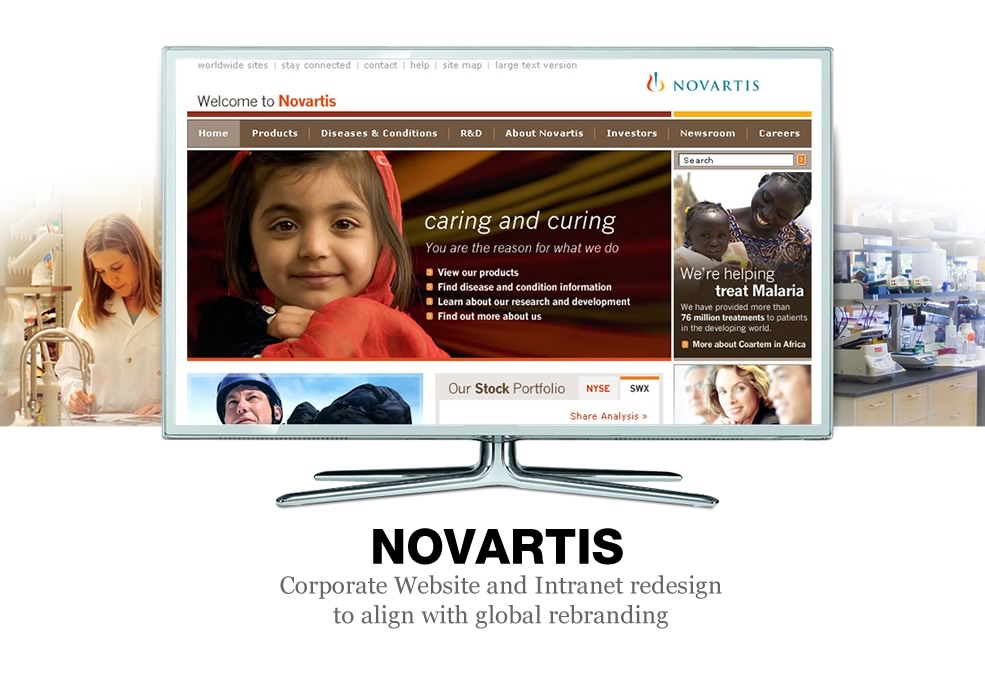 worldwide sites | stay connected | contact | help | site map | large text version
NOVARTIS
Welcome to Novartis
Home | Products | Diseases & Conditions | R&D | About Novartis | Investors | Newsroom | Careers
Search
caring and curing
You are the reason for what we do
View our products
Find disease and condition information
Learn about our research and development
Find out more about us
We're helping
treat Malaria
We have provided more than
76 million treatments to patients
in the developing world.
More about Coartem in Africa
Our Stock Portfolio NYSE SWX
Share Analysis »
NOVARTIS
Corporate Website and Intranet redesign
to align with global rebranding